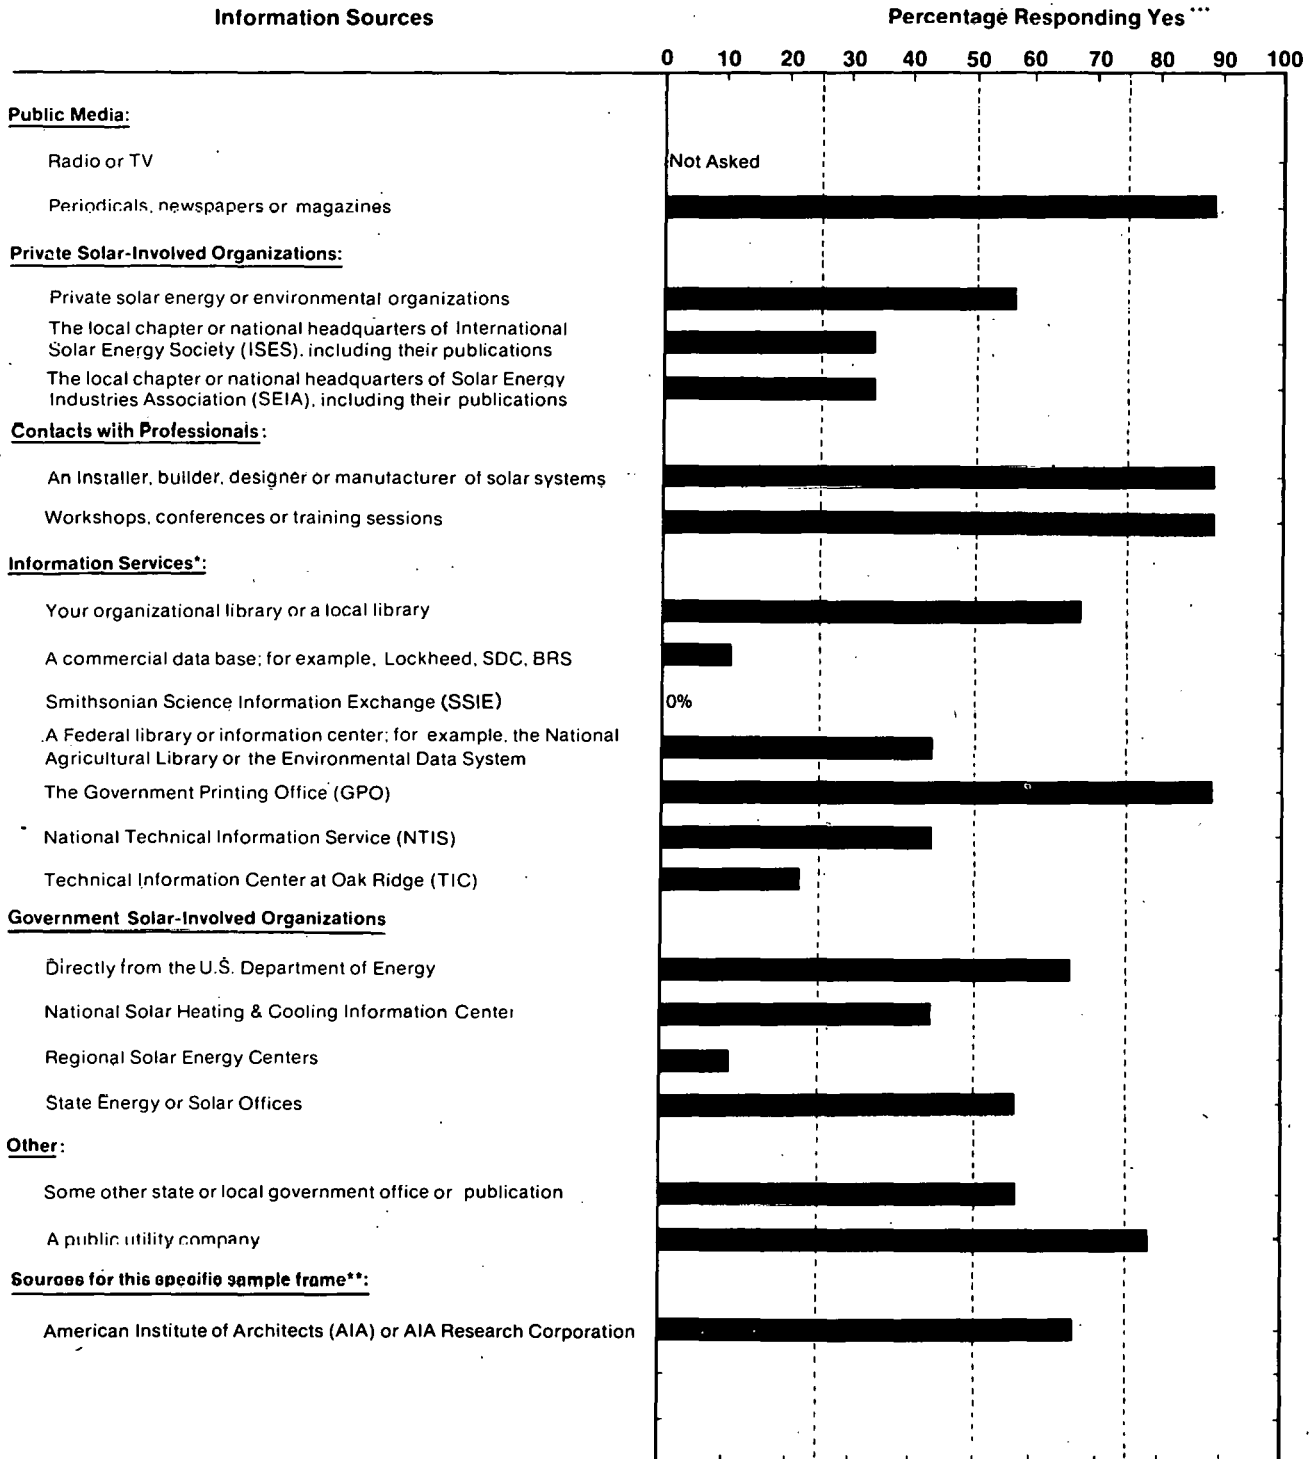 Information Sources
Percentage Responding Yes ***
0 10 20 30 40 50 60 70 80 90 100
Public Media:
Radio or TV
Not Asked
Periodicals, newspapers or magazines
Private Solar-Involved Organizations:
Private solar energy or environmental organizations
The local chapter or national headquarters of International
Solar Energy Society (ISES), including their publications
The local chapter or national headquarters of Solar Energy
Industries Association (SEIA), including their publications
Contacts with Professionals:
An Installer, builder, designer or manufacturer of solar systems
Workshops, conferences or training sessions
Information Services*:
Your organizational library or a local library
A commercial data base; for example, Lockheed, SDC, BRS
Smithsonian Science Information Exchange (SSIE)
0%
A Federal library or information center; for example, the National
Agricultural Library or the Environmental Data System
The Government Printing Office (GPO)
National Technical Information Service (NTIS)
Technical Information Center at Oak Ridge (TIC)
Government Solar-Involved Organizations
Directly from the U.S. Department of Energy
National Solar Heating & Cooling Information Center
Regional Solar Energy Centers
State Energy or Solar Offices
Other:
Some other state or local government office or publication
A public utility company
Sources for this specific sample frame**:
American Institute of Architects (AIA) or AIA Research Corporation